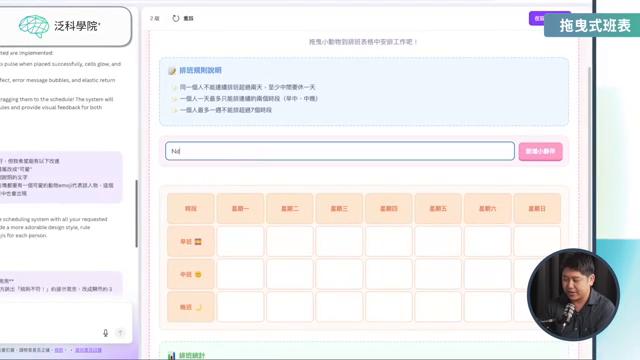 泛科學院
2 版
重設
拖曳式班表
拖曳小動物到排班表格中安排工作吧！
📝 排班規則說明
同一個人不能連續排班超過兩天，至少中間要休一天
一個人一天最多只能排連續的兩個時段（早中、中晚）
一個人最多一週不能排超過7個時段
Na
新增小夥伴
時段 星期一 星期二 星期三 星期四 星期五 星期六 星期日
早班
中班
晚班
排班統計
cted are implemented:
to pulse when placed successfully, cells glow, and
fect, error message bubbles, and elastic return
ragging them to the schedule! The system will
ules and provide visual feedback for both
e scheduling system with all your requested
de a more adorable design style, rule
jis for each person.